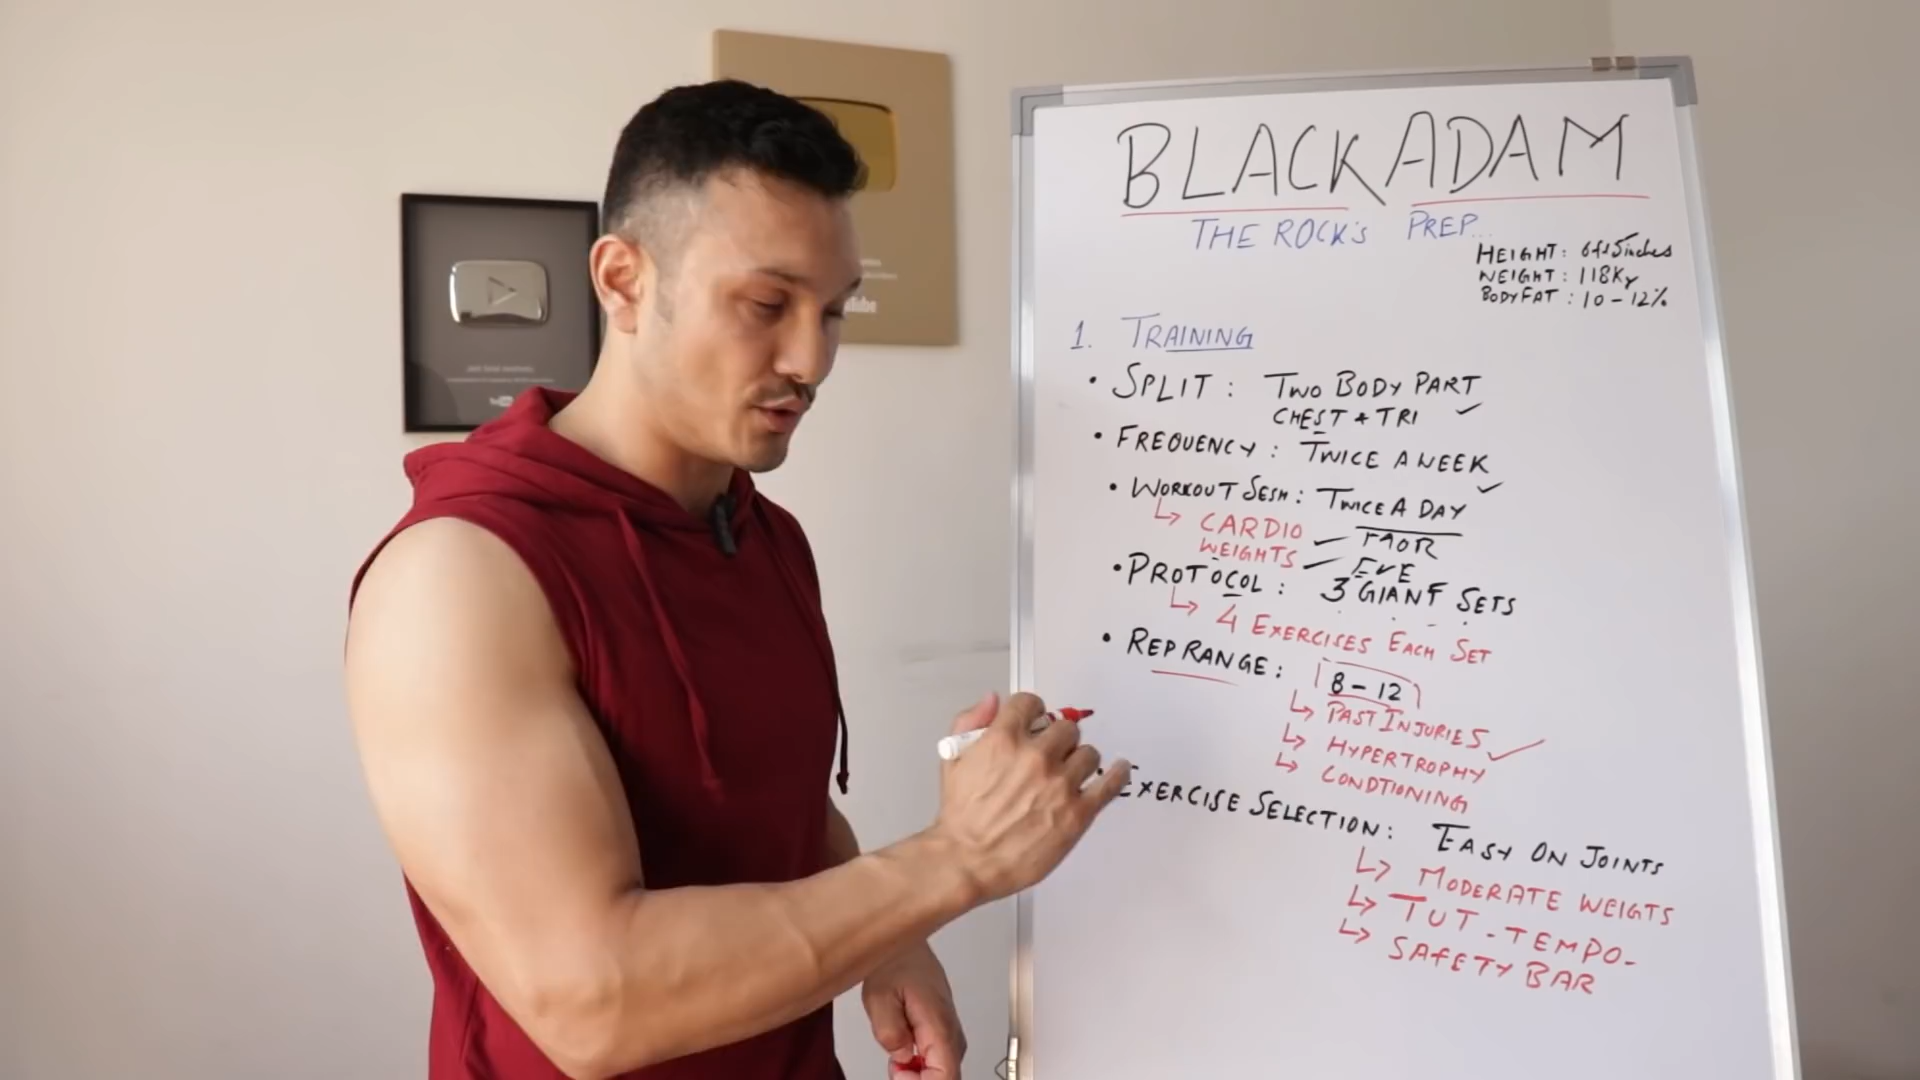 BLACK ADAM
THE ROCK's PREP...
HEIGHT: 6ft5inches
WEIGHT: 118Kg
BODYFAT: 10-12%
1. TRAINING
• SPLIT: TWO BODY PART
CHEST + TRI
• FREQUENCY: TWICE A WEEK
• WORKOUT SESH: TWICE A DAY
↳ CARDIO
WEIGHTS
EVE
• PROTOCOL: 3 GIANT SETS
↳ 4 EXERCISES EACH SET
• REP RANGE: 8-12
↳ PAST INJURIES
↳ HYPERTROPHY
↳ CONDTIONING
• EXERCISE SELECTION: EASY ON JOINTS
↳ MODERATE WEIGTS
↳ TUT - TEMPO-
↳ SAFETY BAR